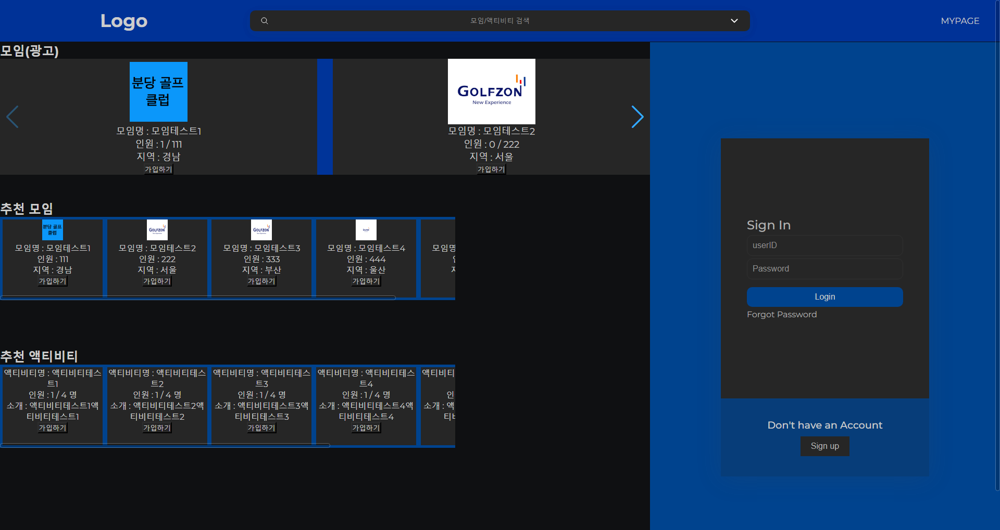 Logo
모임/액티비티 검색
MYPAGE
모임(광고)
분당 골프
클럽
모임명 : 모임테스트1
인원 : 1 / 111
지역 : 경남
가입하기
GOLFZON
New Experience
모임명 : 모임테스트2
인원 : 0 / 222
지역 : 서울
가입하기
추천 모임
분당 골프
클럽
모임명 : 모임테스트1
인원 : 111
지역 : 경남
가입하기
GOLFZON
모임명 : 모임테스트2
인원 : 222
지역 : 서울
가입하기
GOLFZON
모임명 : 모임테스트3
인원 : 333
지역 : 부산
가입하기
모임명 : 모임테스트4
인원 : 444
지역 : 울산
가입하기
모임명
추천 액티비티
액티비티명 : 액티비티테스
트1
인원 : 1 / 4 명
소개 : 액티비티테스트1액
티비티테스트1
가입하기
액티비티명 : 액티비티테스
트2
인원 : 1 / 4 명
소개 : 액티비티테스트2액
티비티테스트2
가입하기
액티비티명 : 액티비티테스
트3
인원 : 1 / 4 명
소개 : 액티비티테스트3액
티비티테스트3
가입하기
액티비티명 : 액티비티테스
트4
인원 : 1 / 4 명
소개 : 액티비티테스트4액
티비티테스트4
가입하기
액티비티
인
소개 : 액
Sign In
userID
Password
Login
Forgot Password
Don't have an Account
Sign up